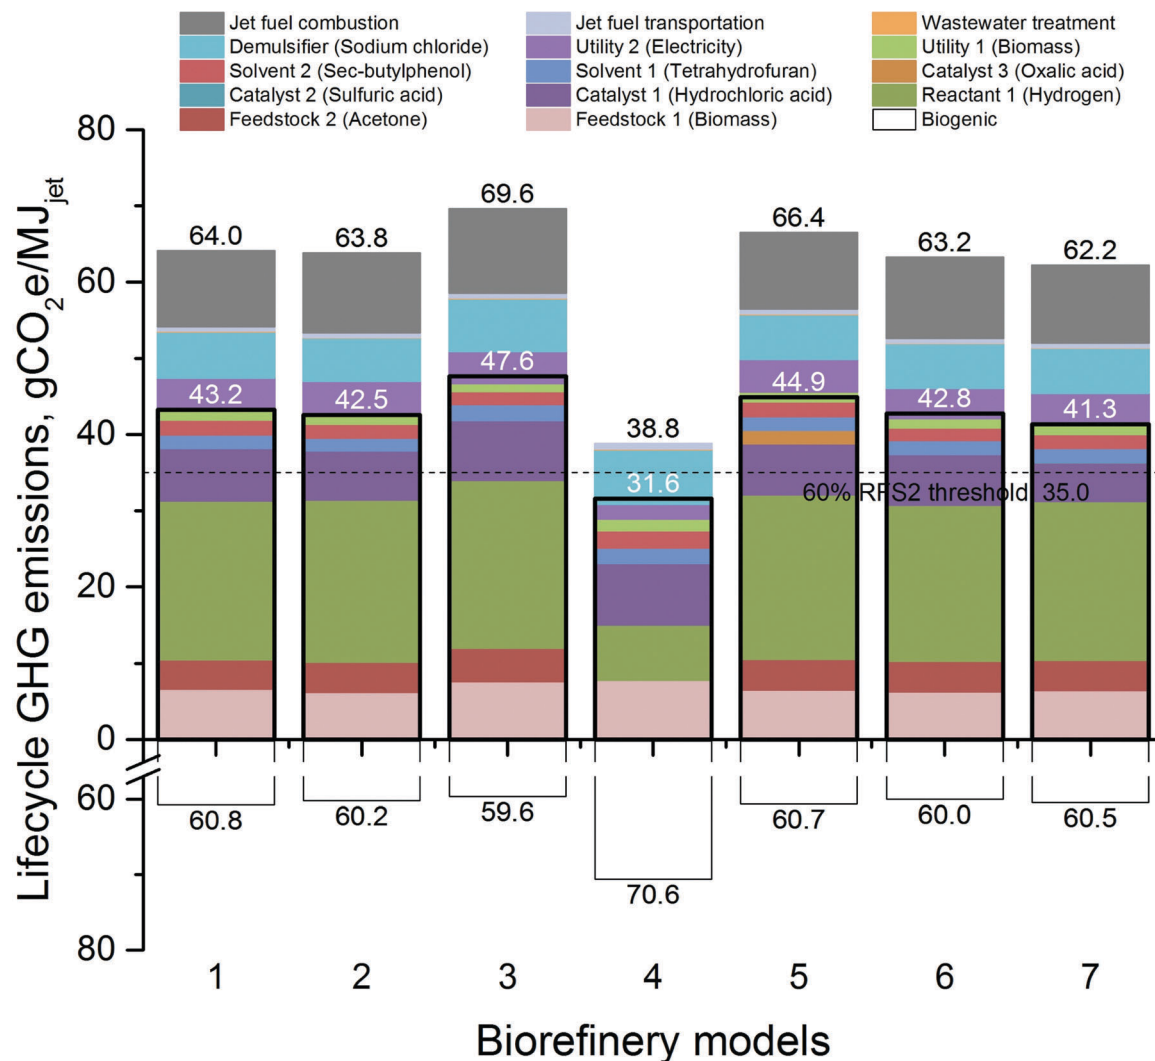 Jet fuel combustion
Jet fuel transportation
Wastewater treatment
Demulsifier (Sodium chloride)
Utility 2 (Electricity)
Utility 1 (Biomass)
Solvent 2 (Sec-butylphenol)
Solvent 1 (Tetrahydrofuran)
Catalyst 3 (Oxalic acid)
Catalyst 2 (Sulfuric acid)
Catalyst 1 (Hydrochloric acid)
Reactant 1 (Hydrogen)
Feedstock 2 (Acetone)
Feedstock 1 (Biomass)
Biogenic
Lifecycle GHG emissions, gCO2e/MJjet
80
60
40
20
0
60
80
64.0
63.8
69.6
38.8
66.4
63.2
62.2
43.2
42.5
47.6
31.6
44.9
42.8
41.3
60% RFS2 threshold 35.0
60.8
60.2
59.6
70.6
60.7
60.0
60.5
1 2 3 4 5 6 7
Biorefinery models